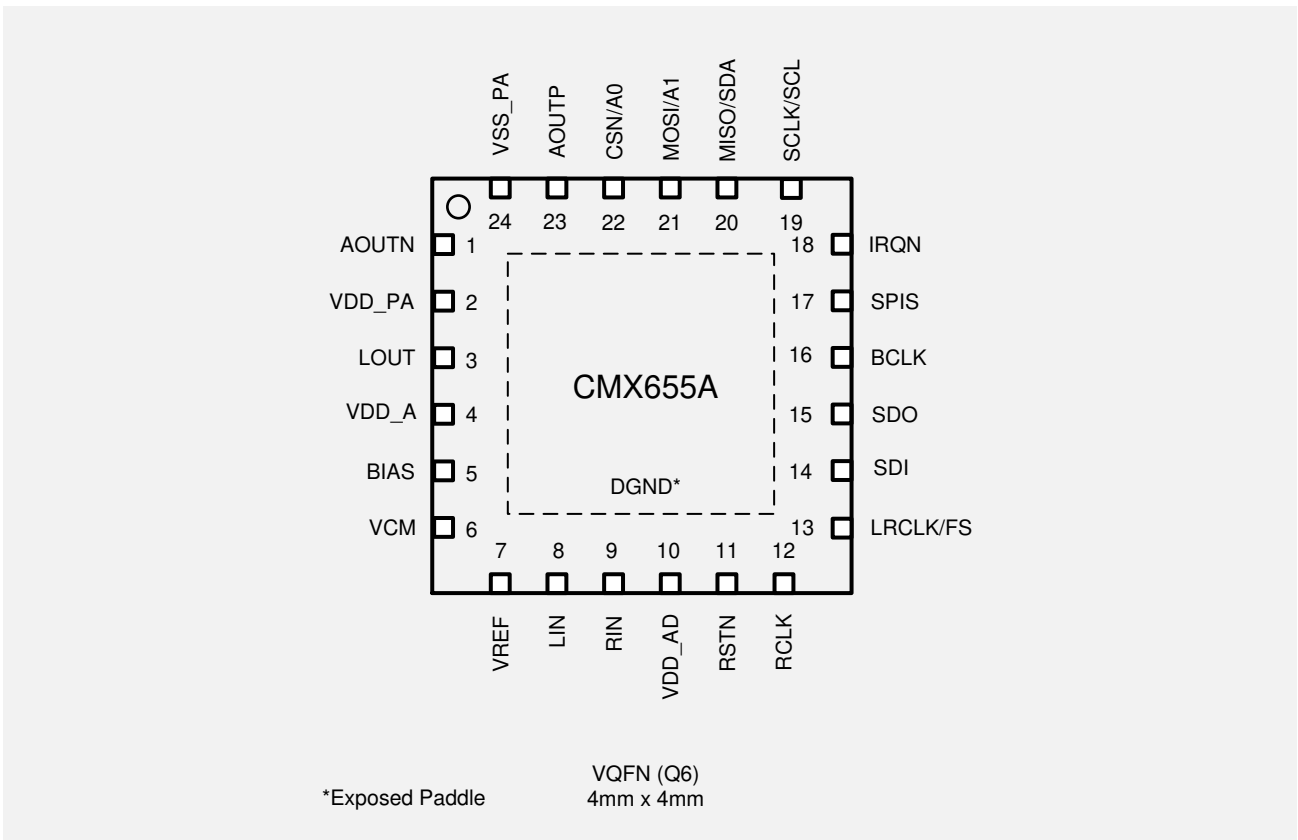 VSS_PA
AOUTP
CSN/A0
MOSI/A1
MISO/SDA
SCLK/SCL
24 23 22 21 20 19
AOUTN 1
VDD_PA 2
LOUT 3
VDD_A 4
BIAS 5
VCM 6
18 IRQN
17 SPIS
16 BCLK
15 SDO
14 SDI
13 LRCLK/FS
CMX655A
DGND*
7 8 9 10 11 12
VREF
LIN
RIN
VDD_AD
RSTN
RCLK
*Exposed Paddle
VQFN (Q6)
4mm x 4mm